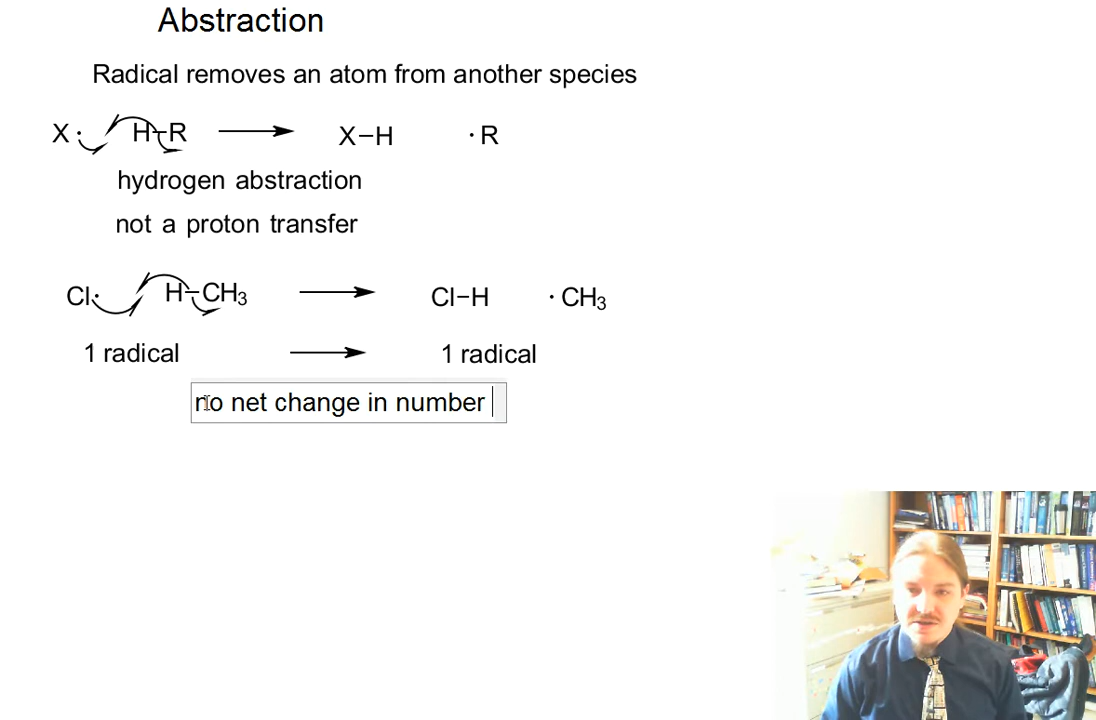 Abstraction
Radical removes an atom from another species
X· H–R → X–H ·R
hydrogen abstraction
not a proton transfer
Cl· H–CH₃ → Cl–H ·CH₃
1 radical → 1 radical
no net change in number